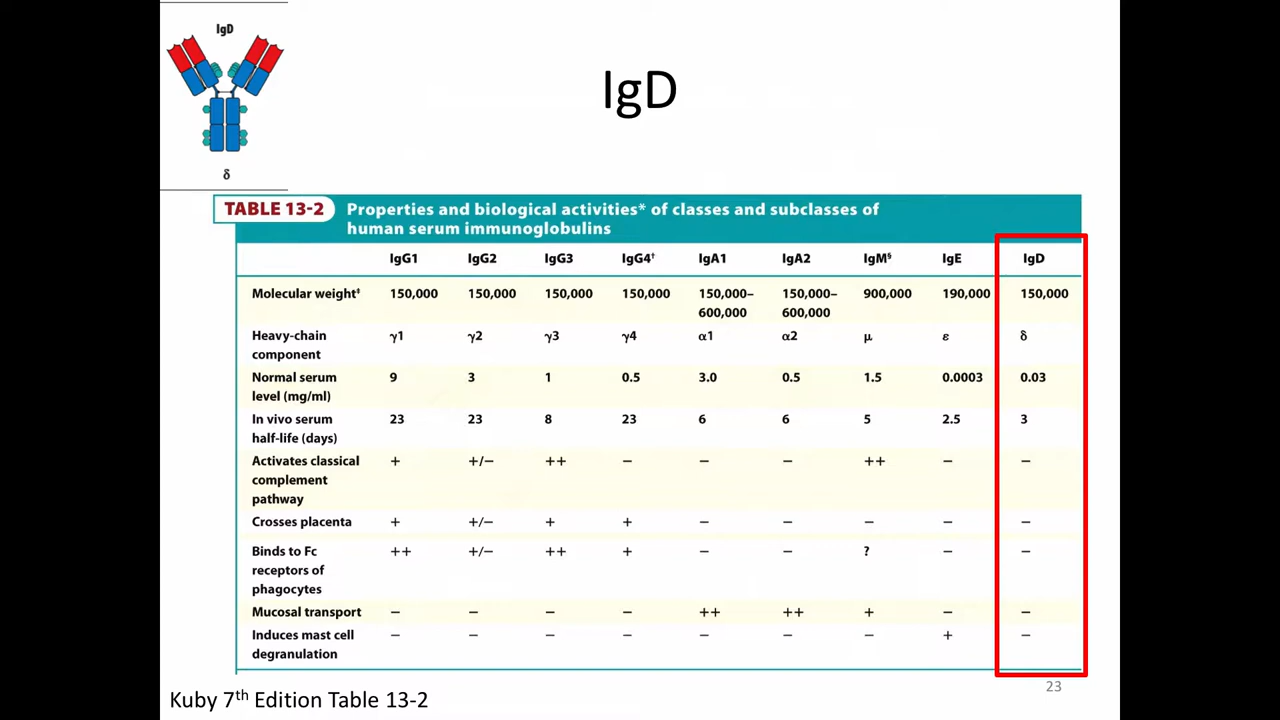 IgD
δ
IgD
TABLE 13-2 Properties and biological activities* of classes and subclasses of
human serum immunoglobulins
IgG1 IgG2 IgG3 IgG4† IgA1 IgA2 IgM§ IgE IgD
Molecular weight‡ 150,000 150,000 150,000 150,000 150,000–600,000 150,000–600,000 900,000 190,000 150,000
Heavy-chain component γ1 γ2 γ3 γ4 α1 α2 μ ε δ
Normal serum level (mg/ml) 9 3 1 0.5 3.0 0.5 1.5 0.0003 0.03
In vivo serum half-life (days) 23 23 8 23 6 6 5 2.5 3
Activates classical complement pathway + +/− ++ − − − ++ − −
Crosses placenta + +/− + + − − − − −
Binds to Fc receptors of phagocytes ++ +/− ++ + − − ? − −
Mucosal transport − − − − ++ ++ + − −
Induces mast cell degranulation − − − − − − − + −
23
Kuby 7th Edition Table 13-2